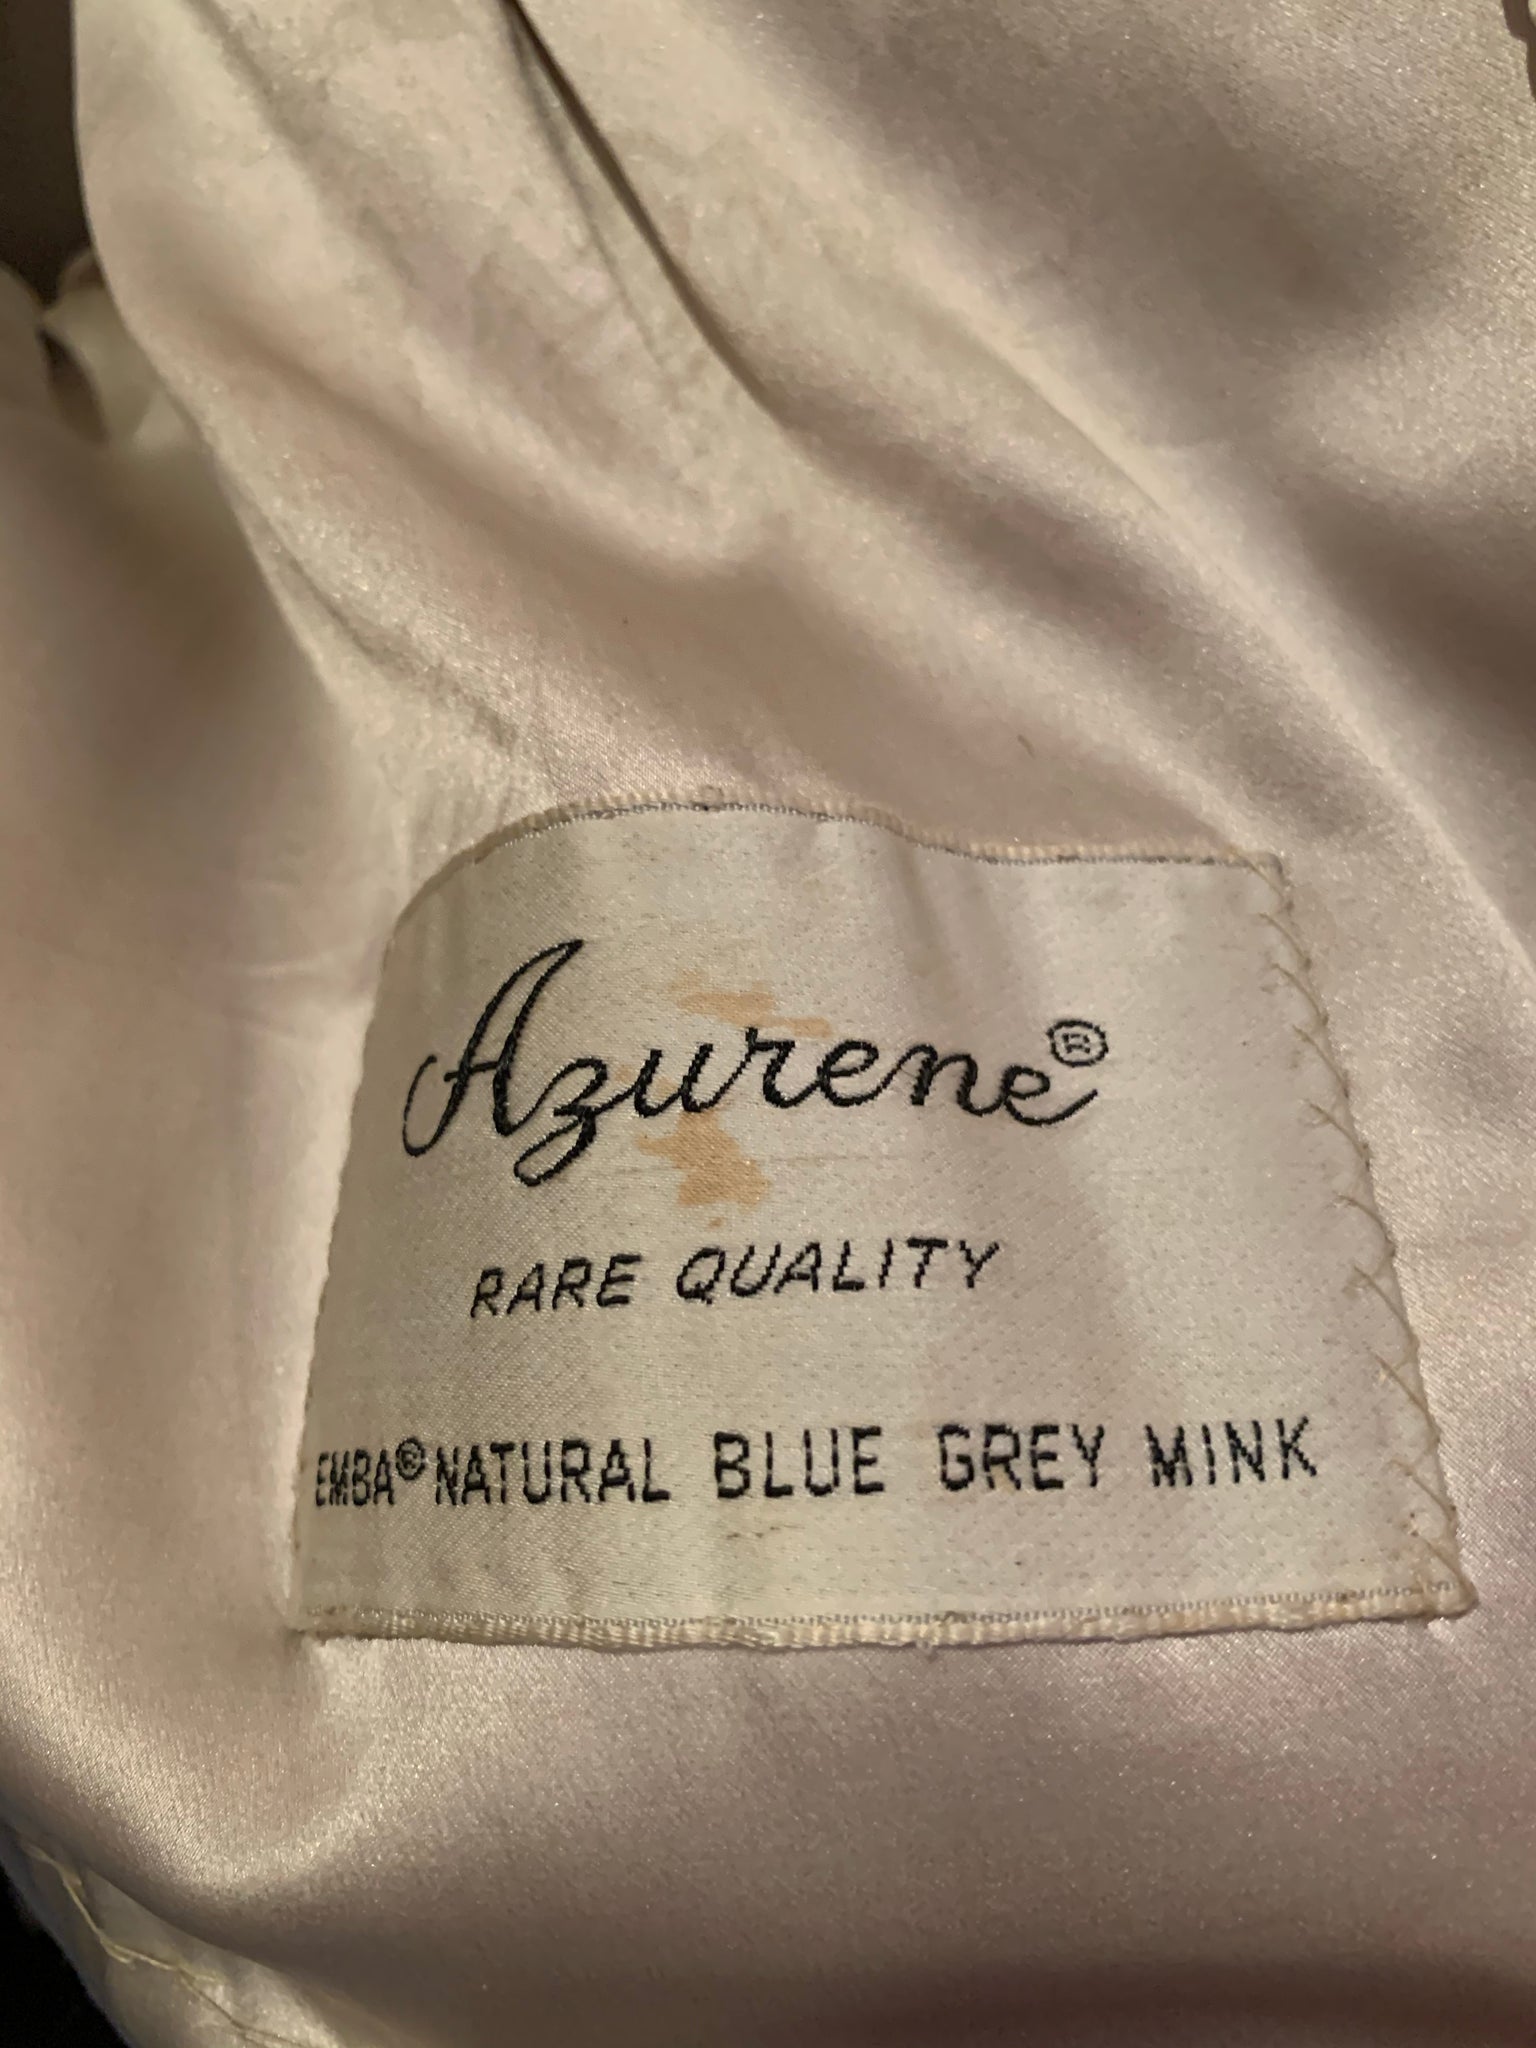 Azurene®
RARE QUALITY
EMBA® NATURAL BLUE GREY MINK